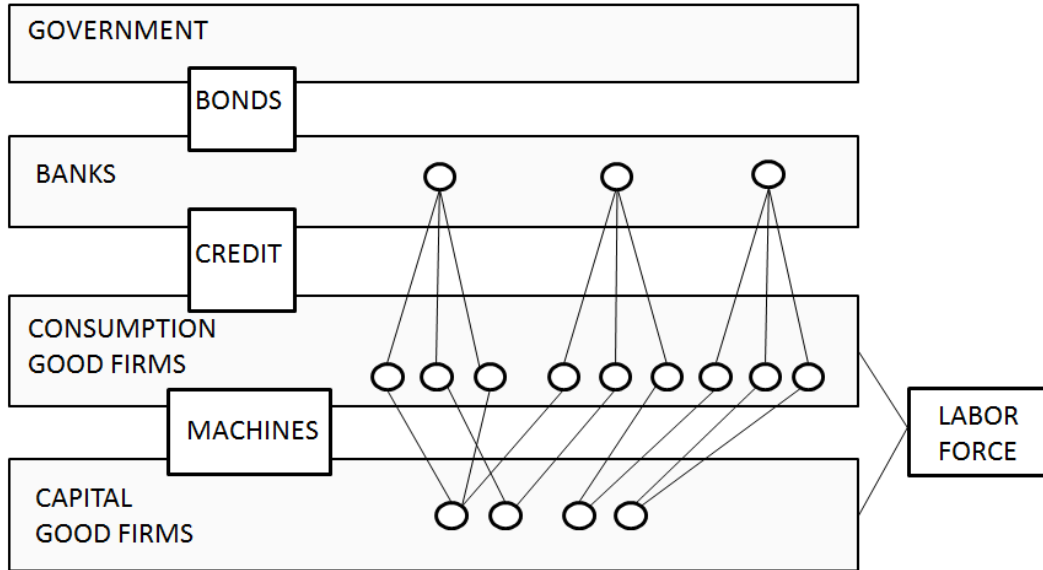 GOVERNMENT
BONDS
BANKS
CREDIT
CONSUMPTION
GOOD FIRMS
MACHINES
LABOR
FORCE
CAPITAL
GOOD FIRMS